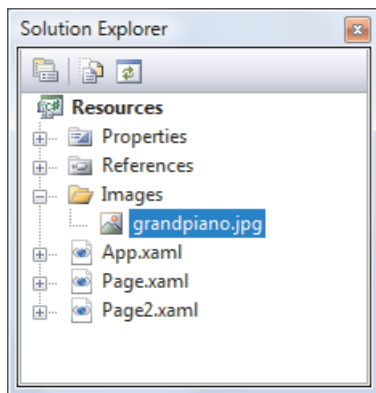 Solution Explorer
Resources
Properties
References
Images
grandpiano.jpg
App.xaml
Page.xaml
Page2.xaml